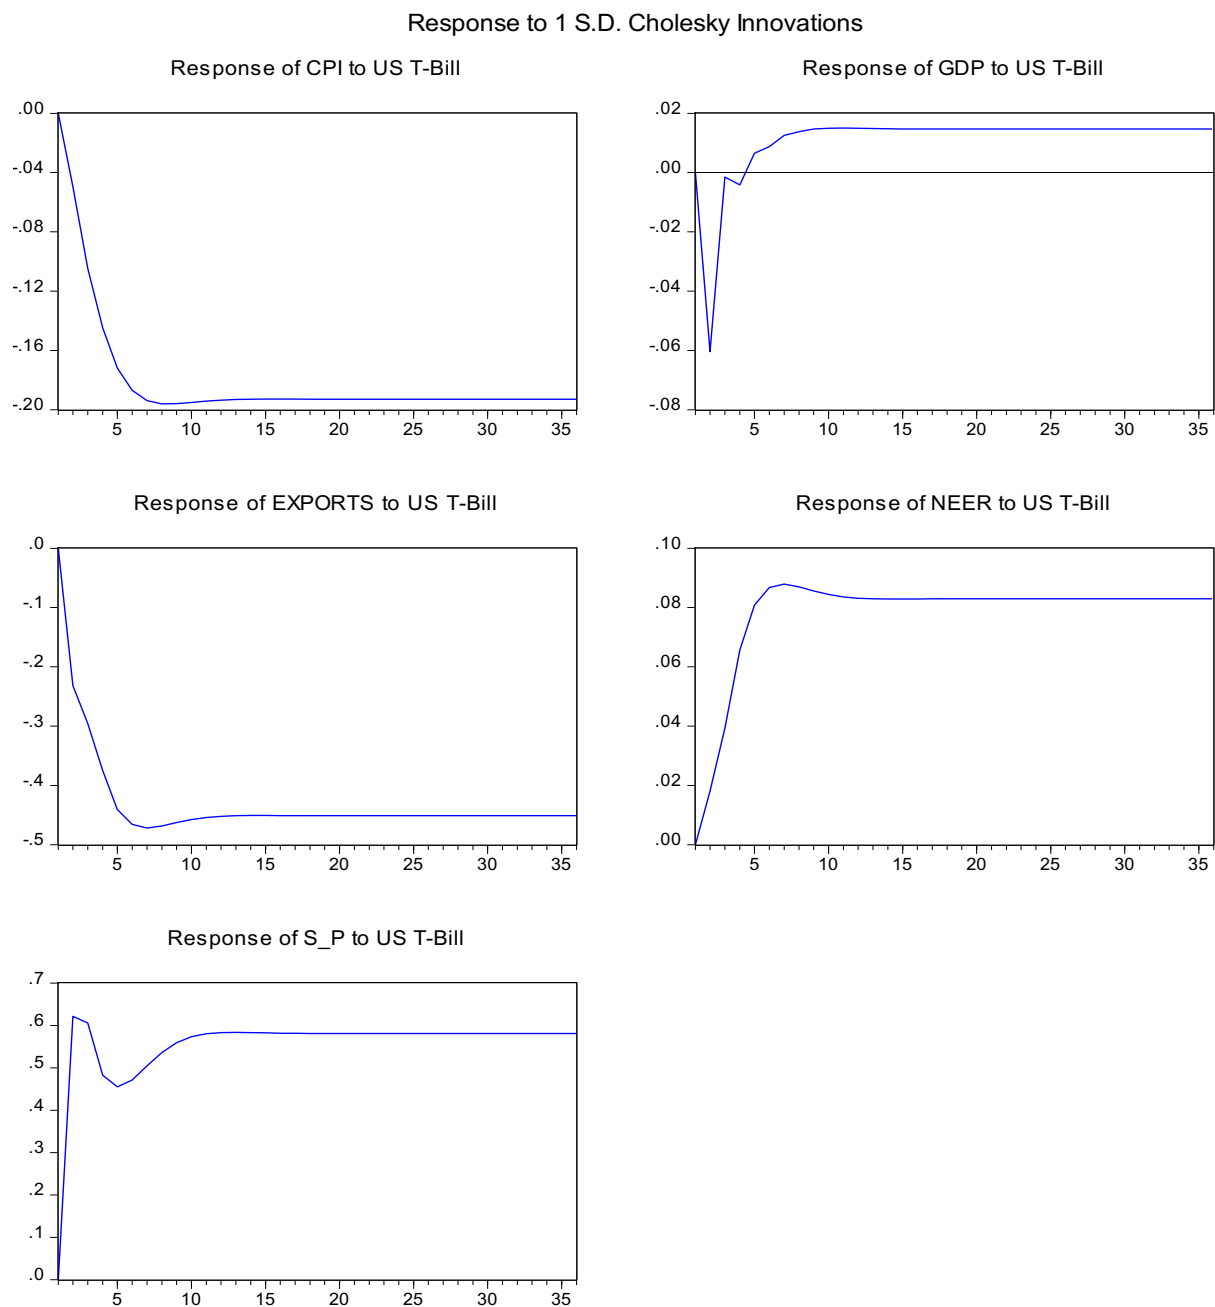 Response to 1 S.D. Cholesky Innovations
Response of CPI to US T-Bill
.00
-.04
-.08
-.12
-.16
-.20
5 10 15 20 25 30 35
Response of GDP to US T-Bill
.02
.00
-.02
-.04
-.06
-.08
5 10 15 20 25 30 35
Response of EXPORTS to US T-Bill
.0
-.1
-.2
-.3
-.4
-.5
5 10 15 20 25 30 35
Response of NEER to US T-Bill
.10
.08
.06
.04
.02
.00
5 10 15 20 25 30 35
Response of S_P to US T-Bill
.7
.6
.5
.4
.3
.2
.1
.0
5 10 15 20 25 30 35